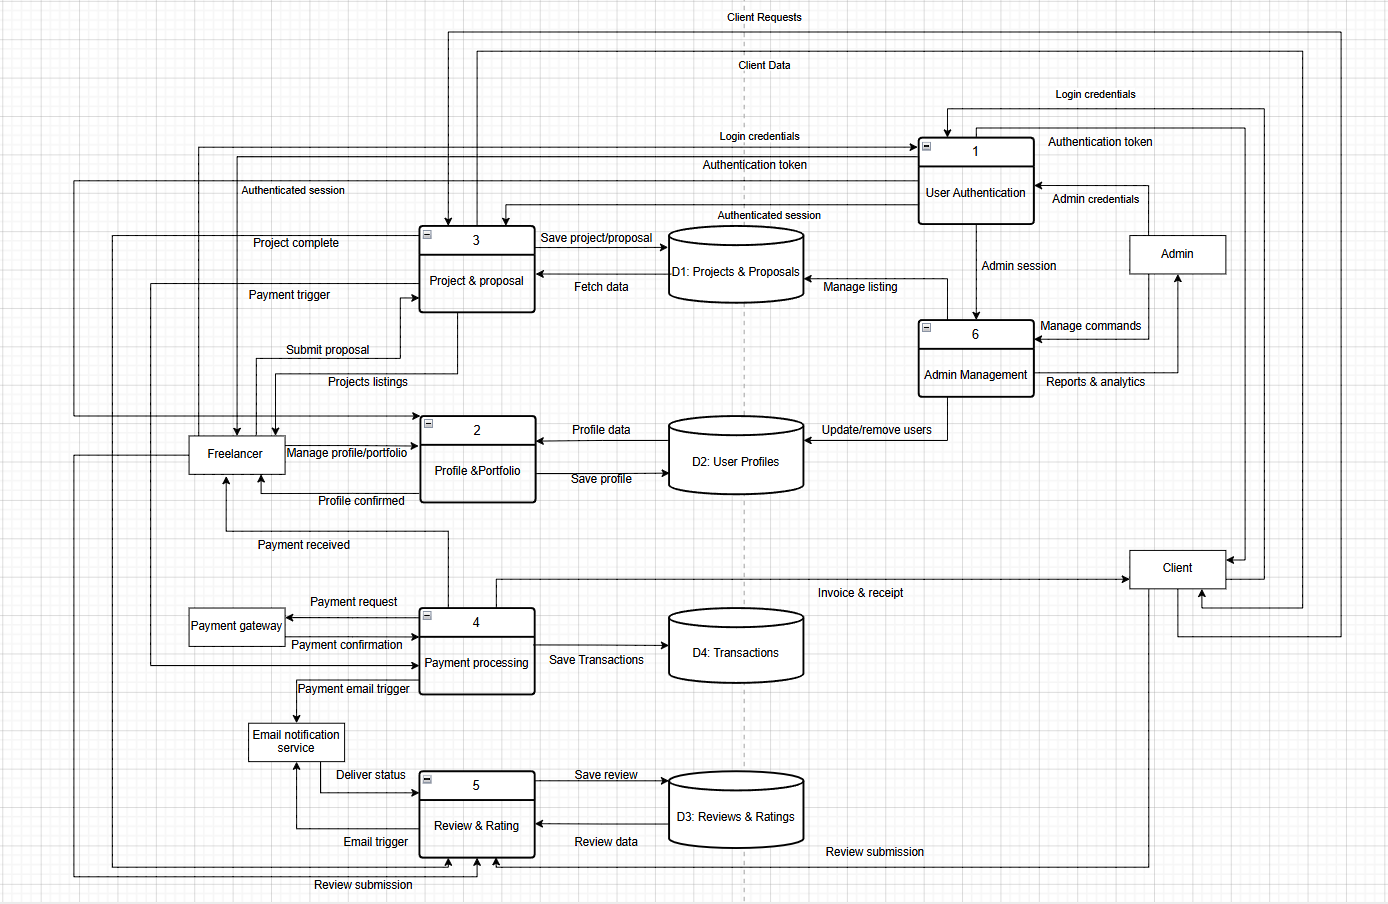 Client Requests
Client Data
Login credentials
Login credentials
Authentication token
1
User Authentication
Authentication token
Admin credentials
Authenticated session
Authenticated session
Project complete
3
Project & proposal
Save project/proposal
Fetch data
D1: Projects & Proposals
Manage listing
Admin session
Admin
Payment trigger
Submit proposal
Projects listings
6
Admin Management
Manage commands
Reports & analytics
Freelancer
Manage profile/portfolio
Profile confirmed
2
Profile &Portfolio
Profile data
Save profile
D2: User Profiles
Update/remove users
Payment received
Client
Invoice & receipt
Payment request
Payment gateway
Payment confirmation
4
Payment processing
Save Transactions
D4: Transactions
Payment email trigger
Email notification
service
Deliver status
Email trigger
5
Review & Rating
Save review
Review data
D3: Reviews & Ratings
Review submission
Review submission